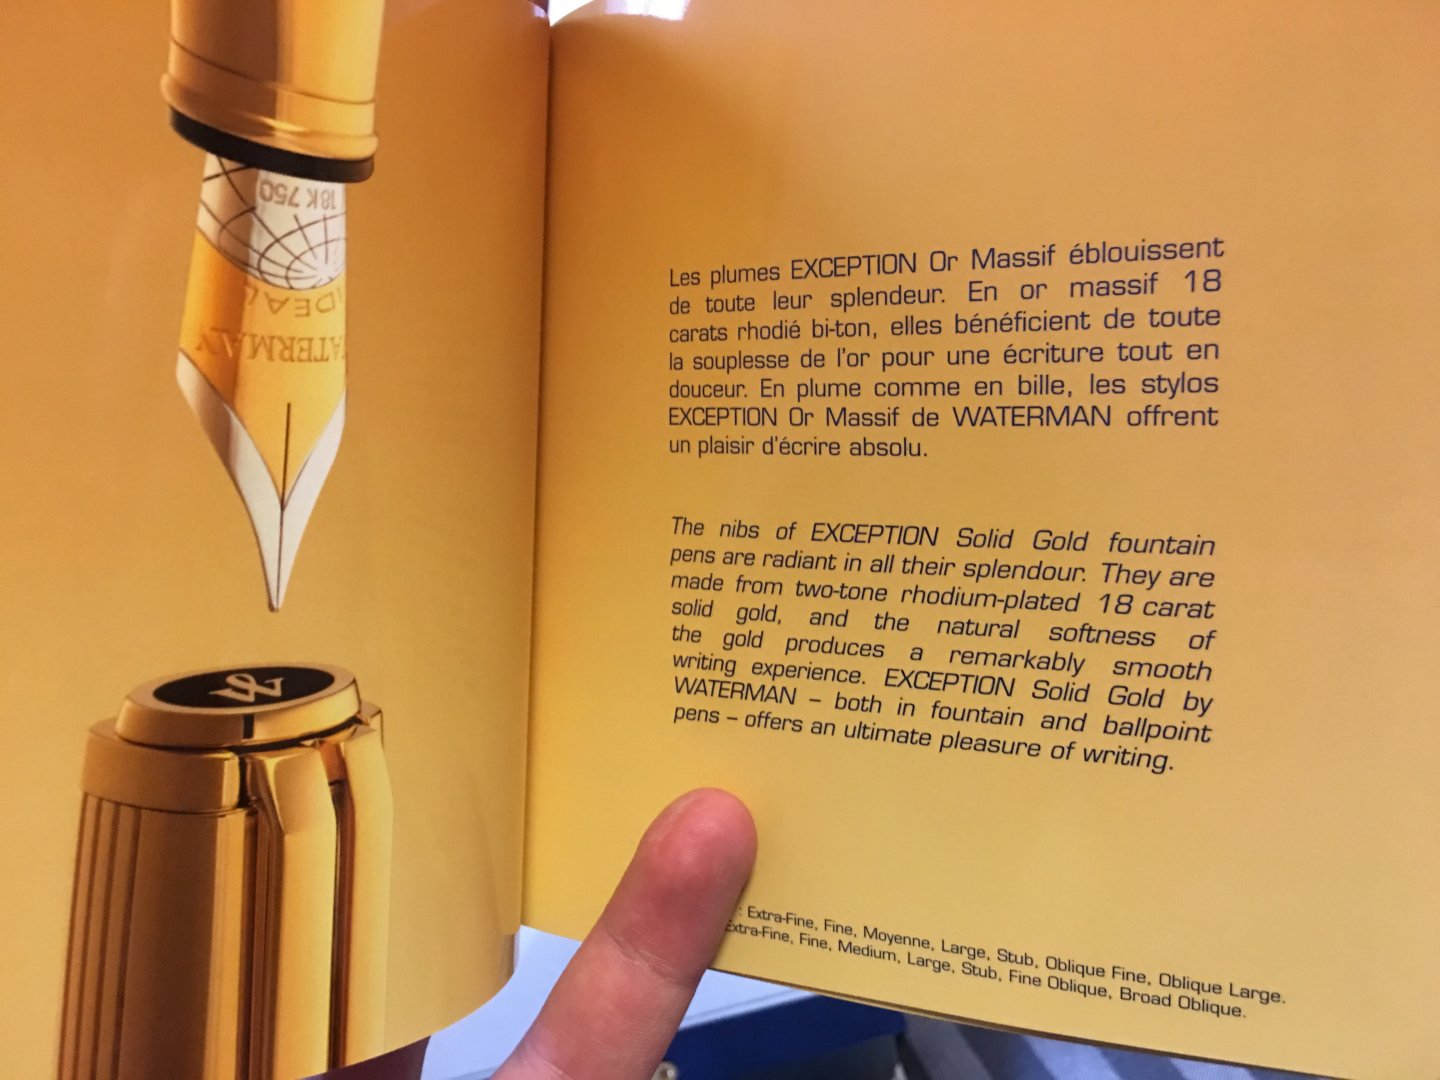 18K 750
IDEAL
WATERMAN
Les plumes EXCEPTION Or Massif éblouissent
de toute leur splendeur. En or massif 18
carats rhodié bi-ton, elles bénéficient de toute
la souplesse de l'or pour une écriture tout en
douceur. En plume comme en bille, les stylos
EXCEPTION Or Massif de WATERMAN offrent
un plaisir d'écrire absolu.
The nibs of EXCEPTION Solid Gold fountain
pens are radiant in all their splendour. They are
made from two-tone rhodium-plated 18 carat
solid gold, and the natural softness of
the gold produces a remarkably smooth
writing experience. EXCEPTION Solid Gold by
WATERMAN – both in fountain and ballpoint
pens – offers an ultimate pleasure of writing.
: Extra-Fine, Fine, Moyenne, Large, Stub, Oblique Fine, Oblique Large.
Extra-Fine, Fine, Medium, Large, Stub, Fine Oblique, Broad Oblique.